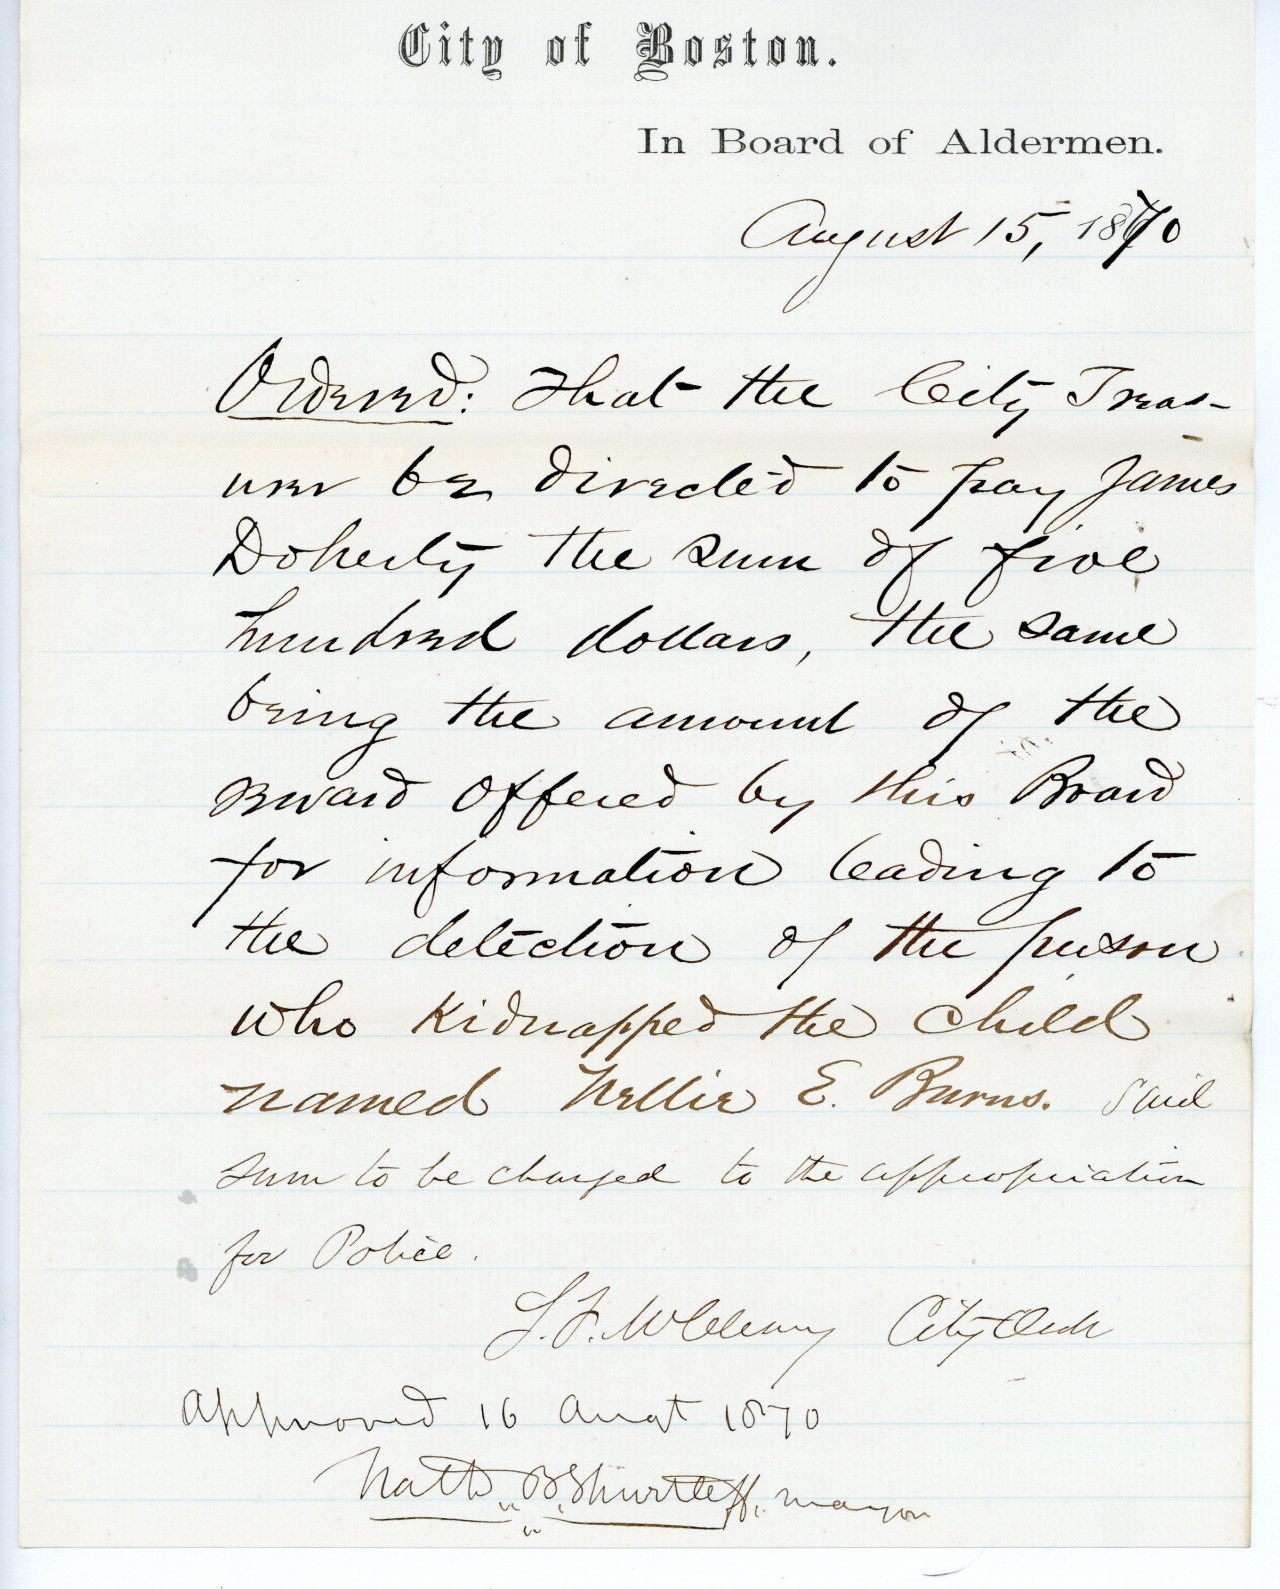 City of Boston.
In Board of Aldermen.
August 15, 1870
Ordered: That the City Treas-
urer be directed to pay James
Doherty the sum of five
hundred dollars, the same
being the amount of the
reward offered by this Board
for information leading to
the detection of the person
who kidnapped the child
named Nellie E. Burns. Said
sum to be charged to the appropriation
for Police.
S. F. McCleary City Clerk
Approved 16 Augt 1870
Nathl. B. Shurtleff. mayor